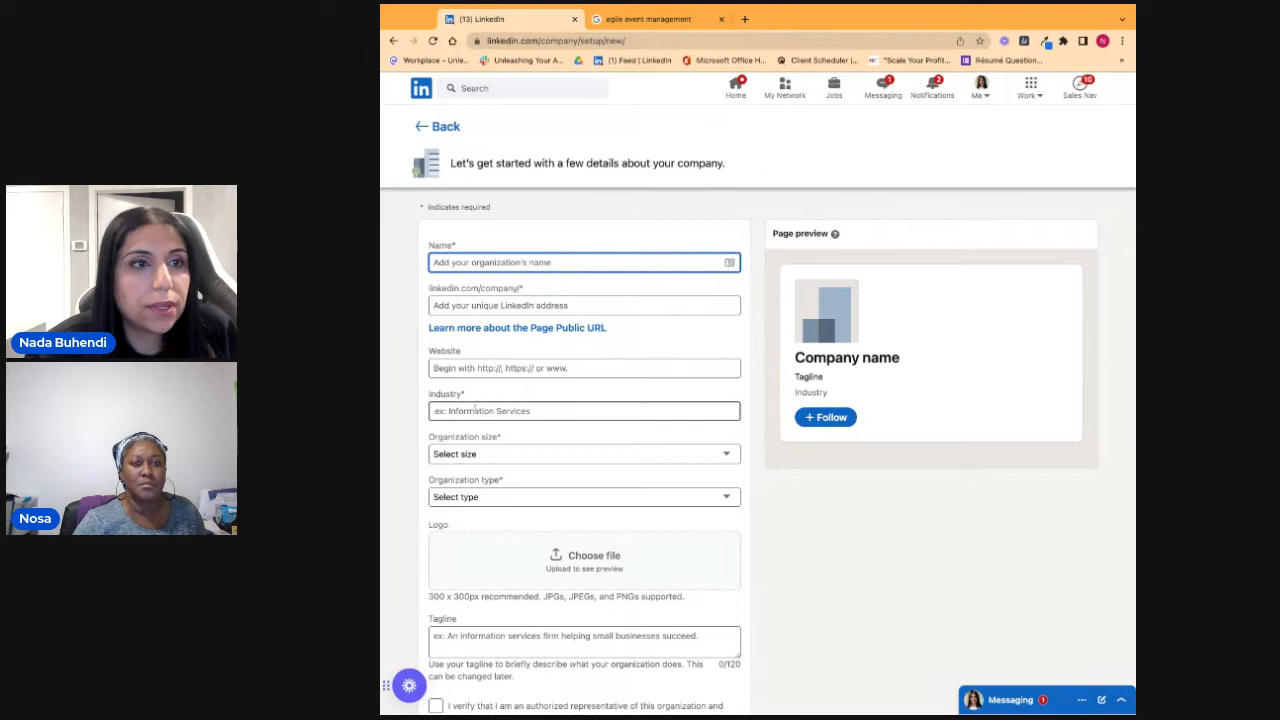 (13) LinkedIn
agile event management
linkedin.com/company/setup/new/
N
Workplace - Unle...
Unleashing Your A...
(1) Feed | LinkedIn
Microsoft Office H...
Client Scheduler |...
"Scale Your Profit...
Résumé Question...
»
in
Search
Home
My Network
Jobs
1
Messaging
2
Notifications
Me
Work
10
Sales Nav
← Back
Let's get started with a few details about your company.
* indicates required
Name*
Add your organization's name
linkedin.com/company/*
Add your unique LinkedIn address
Learn more about the Page Public URL
Website
Begin with http://, https:// or www.
Industry*
ex: Information Services
Organization size*
Select size
Organization type*
Select type
Logo
Choose file
Upload to see preview
300 x 300px recommended. JPGs, JPEGs, and PNGs supported.
Tagline
ex: An information services firm helping small businesses succeed.
Use your tagline to briefly describe what your organization does. This
can be changed later.
0/120
I verify that I am an authorized representative of this organization and
Page preview
Company name
Tagline
Industry
+ Follow
Messaging 1
Nada Buhendi
Nosa